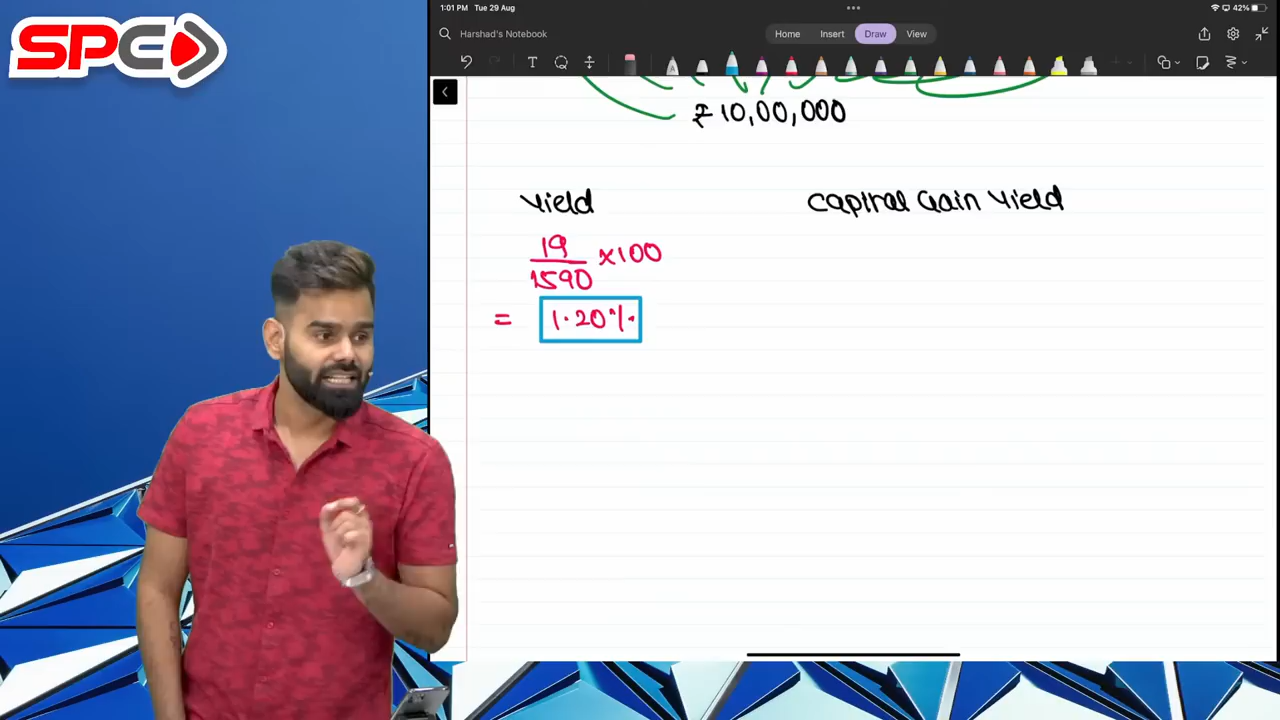 SPC
1:01 PM Tue 29 Aug
42%
Harshad's Notebook
Home Insert Draw View
₹10,00,000
Yield
Capital Gain Yield
19
×100
1590
= 1.20%